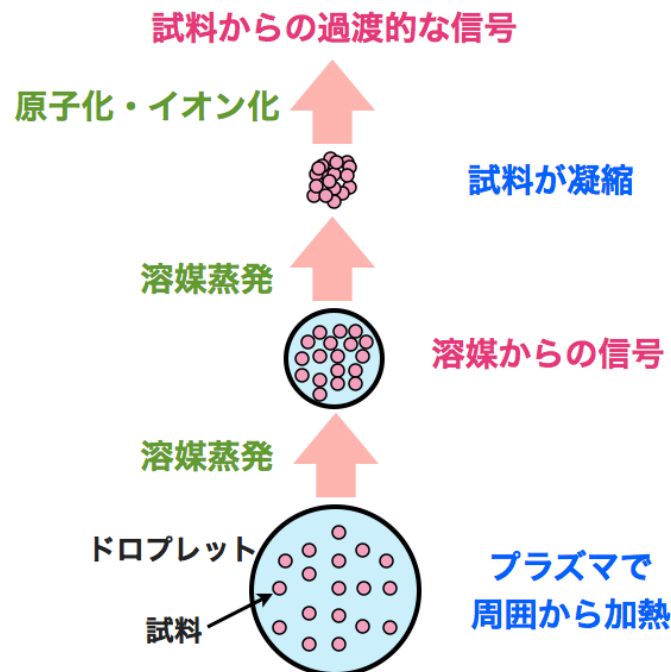 試料からの過渡的な信号
原子化・イオン化
試料が凝縮
溶媒蒸発
溶媒からの信号
溶媒蒸発
ドロプレット
プラズマで
周囲から加熱
試料